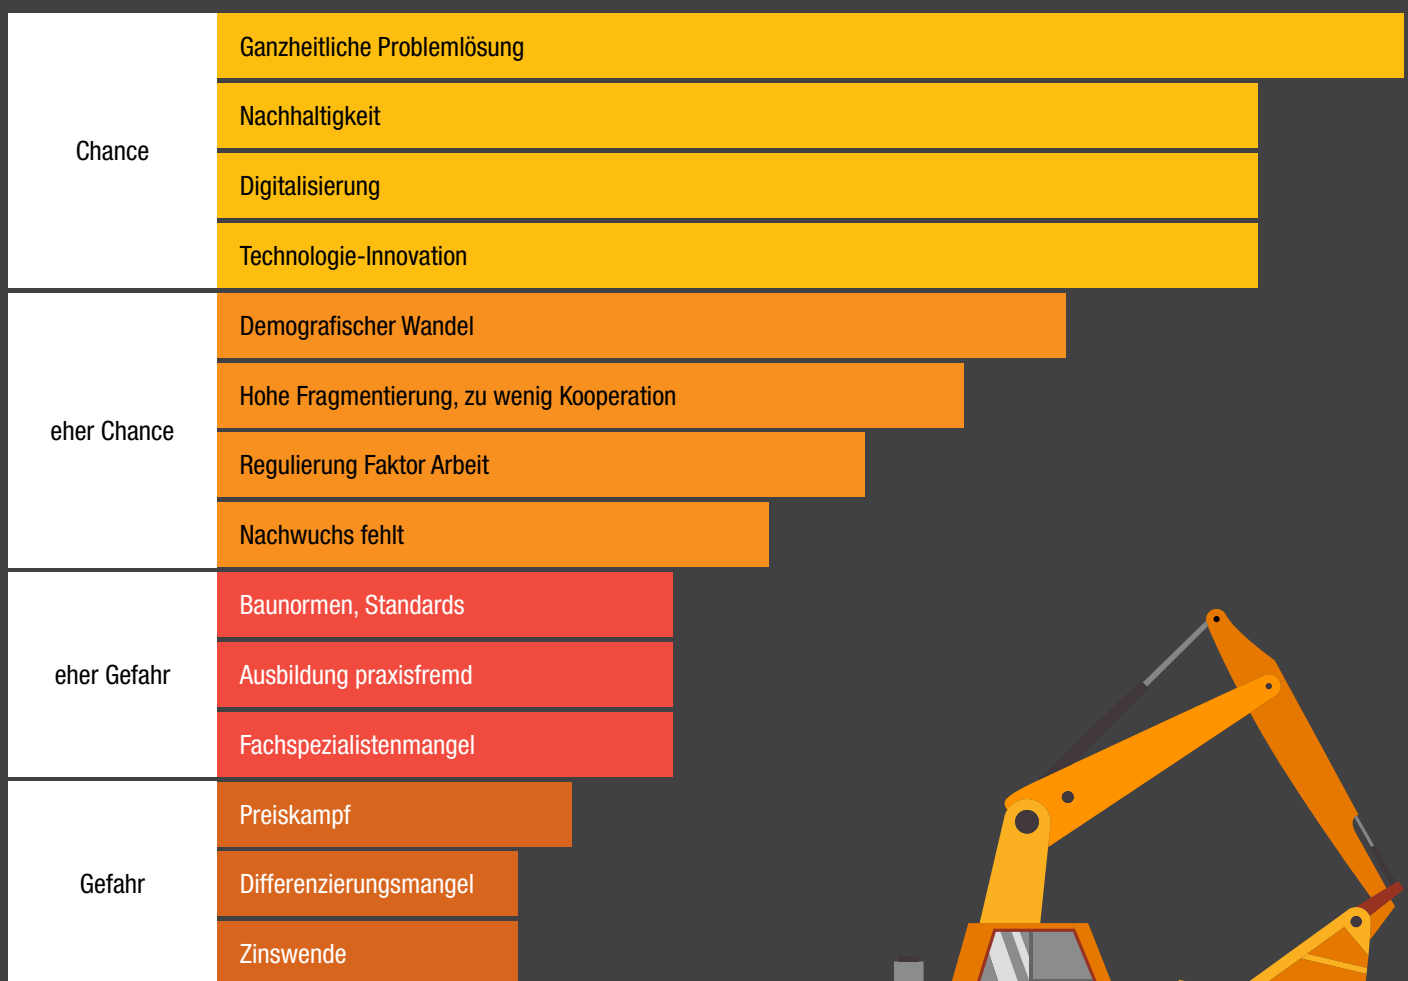 Chance
Ganzheitliche Problemlösung
Nachhaltigkeit
Digitalisierung
Technologie-Innovation
eher Chance
Demografischer Wandel
Hohe Fragmentierung, zu wenig Kooperation
Regulierung Faktor Arbeit
Nachwuchs fehlt
eher Gefahr
Baunormen, Standards
Ausbildung praxisfremd
Fachspezialistenmangel
Gefahr
Preiskampf
Differenzierungsmangel
Zinswende